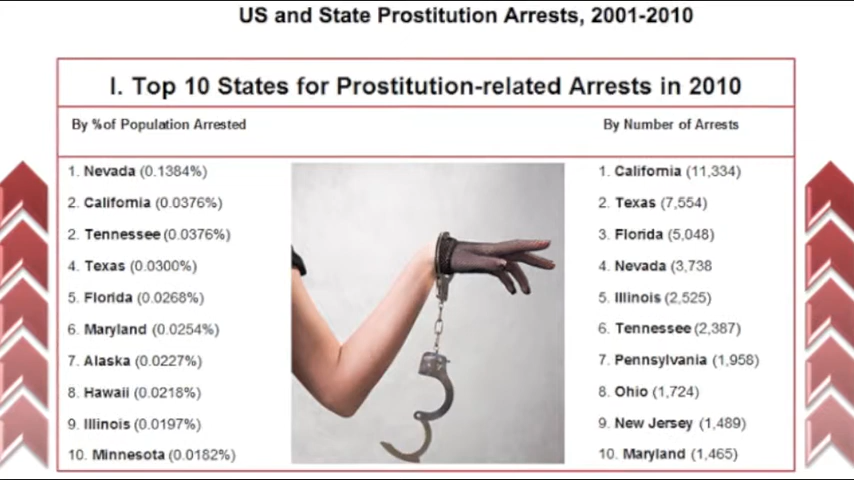 US and State Prostitution Arrests, 2001-2010
I. Top 10 States for Prostitution-related Arrests in 2010
By %of Population Arrested
1. Nevada (0.1384%)
2. California (0.0376%)
2. Tennessee (0.0376%)
4. Texas (0.0300%)
5. Florida (0.0268%)
6. Maryland (0.0254%)
7. Alaska (0.0227%)
8. Hawaii (0.0218%)
9. Illinois (0.0197%)
10. Minnesota (0.0182%)
By Number of Arrests
1. California (11,334)
2. Texas (7,554)
3. Florida (5,048)
4. Nevada (3,738
5. Illinois (2,525)
6. Tennessee (2,387)
7. Pennsylvania (1,958)
8. Ohio (1,724)
9. New Jersey (1,489)
10. Maryland (1,465)